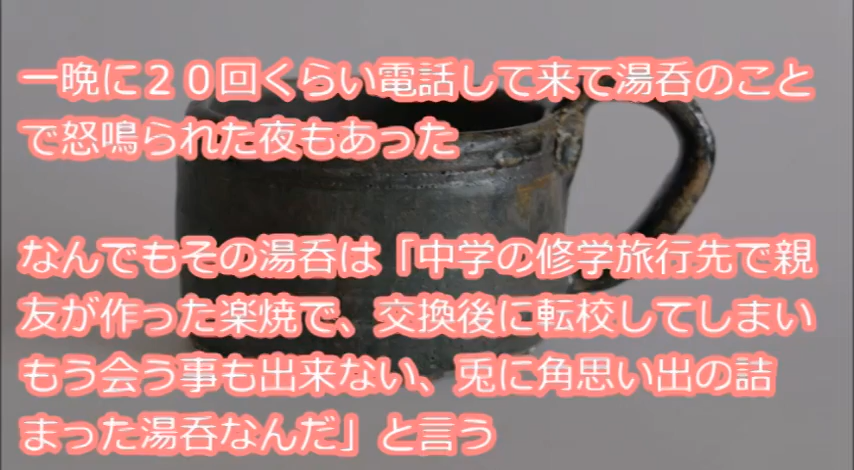 一晩に２０回くらい電話して来て湯呑のこと
で怒鳴られた夜もあった
なんでもその湯呑は「中学の修学旅行先で親
友が作った楽焼で、交換後に転校してしまい
もう会う事も出来ない、兎に角思い出の詰
まった湯呑なんだ」と言う